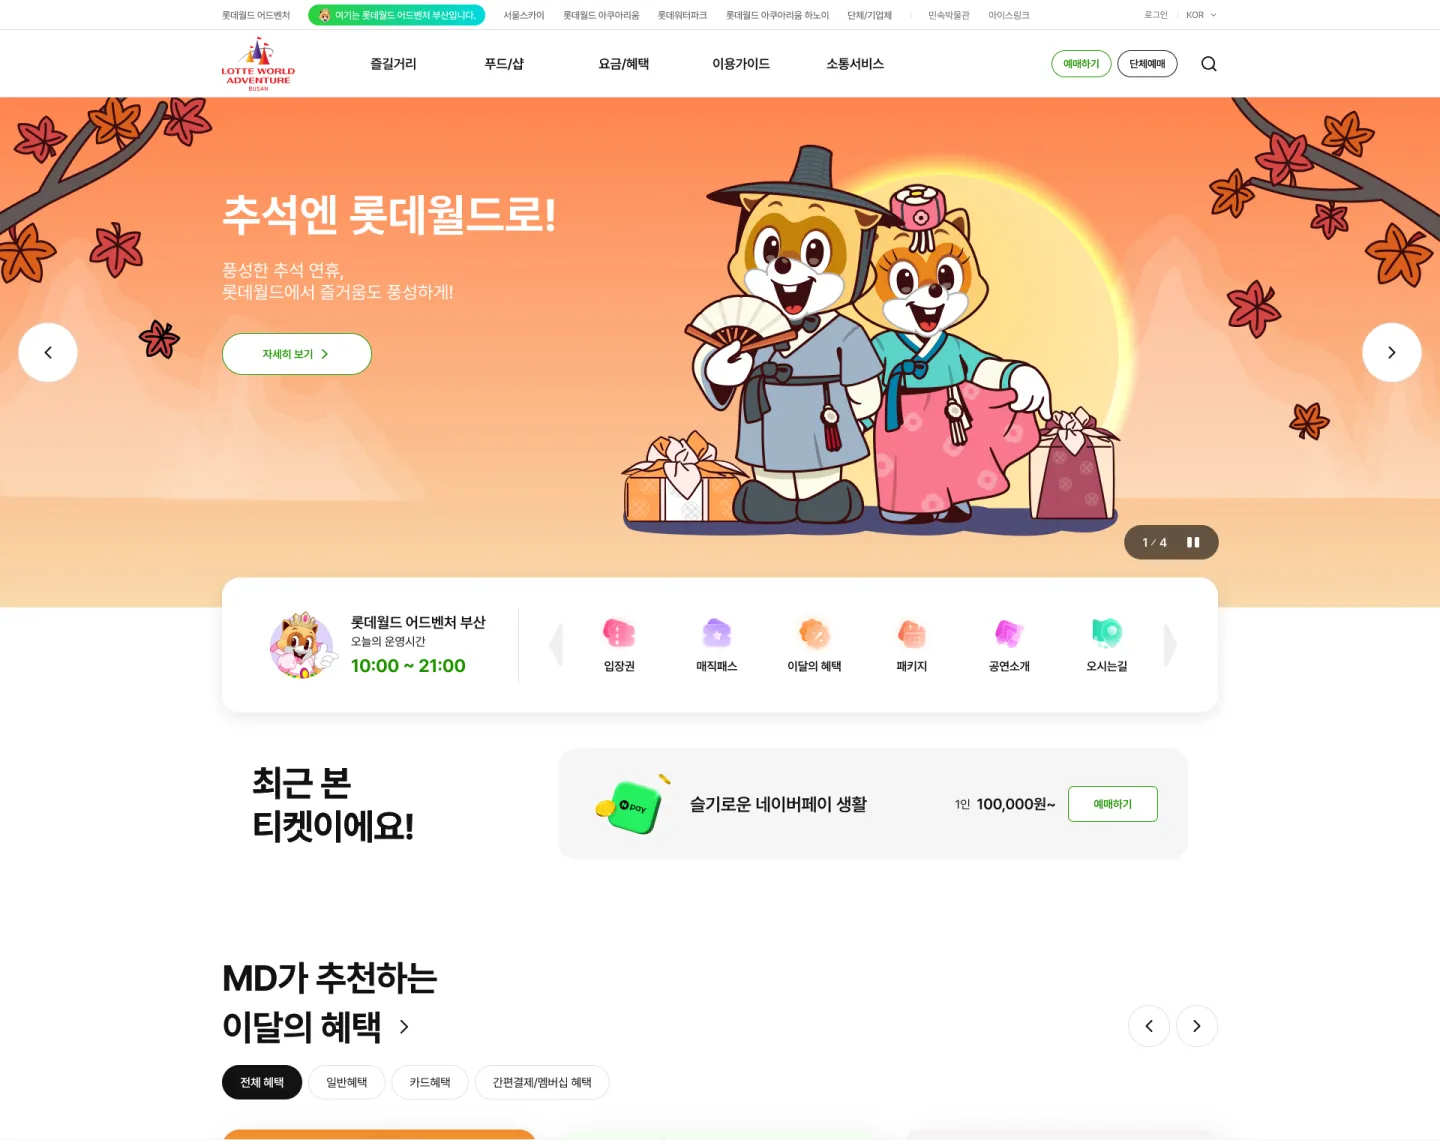 롯데월드 어드벤처
여기는 롯데월드 어드벤처 부산입니다.
서울스카이
롯데월드 아쿠아리움
롯데워터파크
롯데월드 아쿠아리움 하노이
단체/기업체
민속박물관
아이스링크
로그인
KOR
LOTTE WORLD
ADVENTURE
BUSAN
즐길거리
푸드/샵
요금/혜택
이용가이드
소통서비스
예매하기
단체예매
추석엔 롯데월드로!
풍성한 추석 연휴,
롯데월드에서 즐거움도 풍성하게!
자세히 보기
1 / 4
롯데월드 어드벤처 부산
오늘의 운영시간
10:00 ~ 21:00
입장권
매직패스
이달의 혜택
패키지
공연소개
오시는길
최근 본
티켓이에요!
N pay
슬기로운 네이버페이 생활
1인 100,000원~
예매하기
MD가 추천하는
이달의 혜택
전체 혜택
일반혜택
카드혜택
간편결제/멤버십 혜택